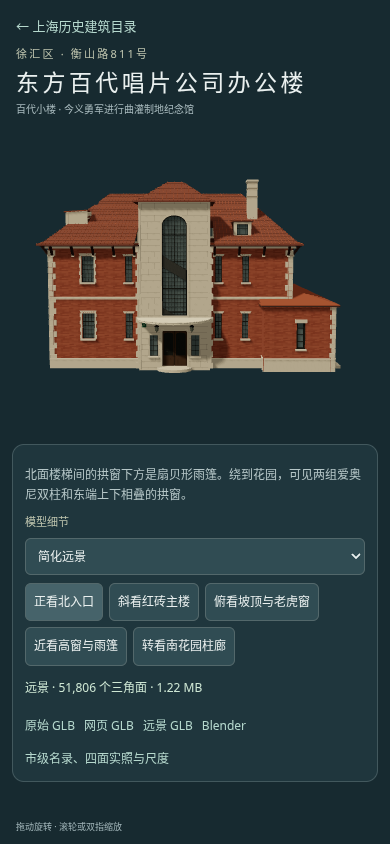 ← 上海历史建筑目录
徐汇区 · 衡山路811号
东方百代唱片公司办公楼
百代小楼 · 今义勇军进行曲灌制地纪念馆
北面楼梯间的拱窗下方是扇贝形雨篷。绕到花园，可见两组爱奥
尼双柱和东端上下相叠的拱窗。
模型细节
简化远景
正看北入口 斜看红砖主楼 俯看坡顶与老虎窗
近看高窗与雨篷 转看南花园柱廊
远景 · 51,806 个三角面 · 1.22 MB
原始 GLB 网页 GLB 远景 GLB Blender
市级名录、四面实照与尺度
拖动旋转 · 滚轮或双指缩放